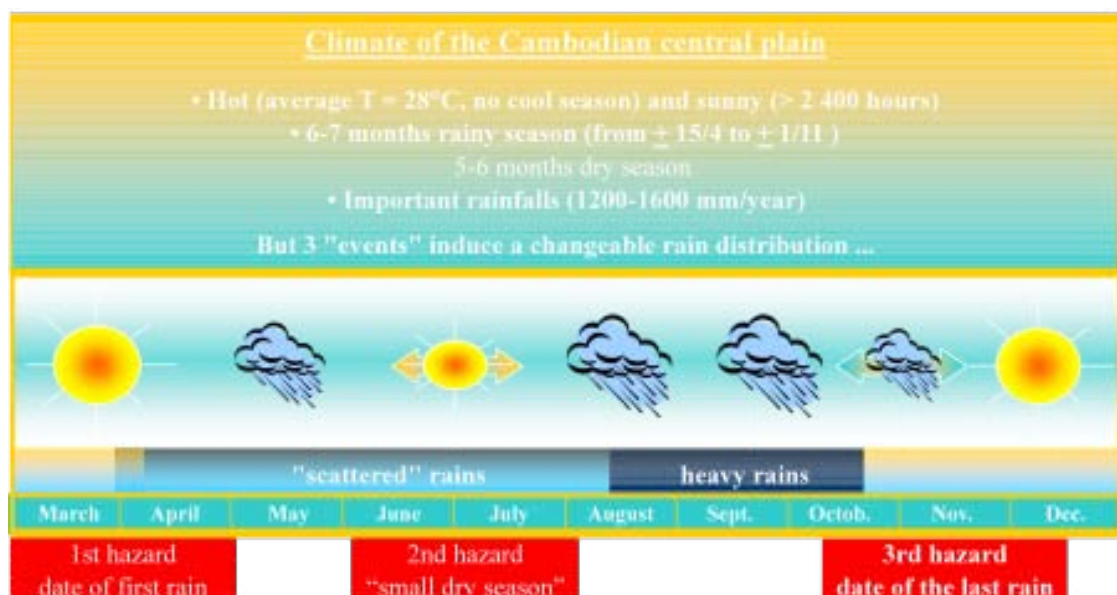 Climate of the Cambodian central plain
• Hot (average T = 28°C, no cool season) and sunny (> 2 400 hours)
• 6-7 months rainy season (from ± 15/4 to ± 1/11 )
5-6 months dry season
• Important rainfalls (1200-1600 mm/year)
But 3 "events" induce a changeable rain distribution ...
"scattered" rains heavy rains
March April May June July August Sept. Octob. Nov. Dec.
1st hazard 2nd hazard 3rd hazard
date of first rain “small dry season” date of the last rain